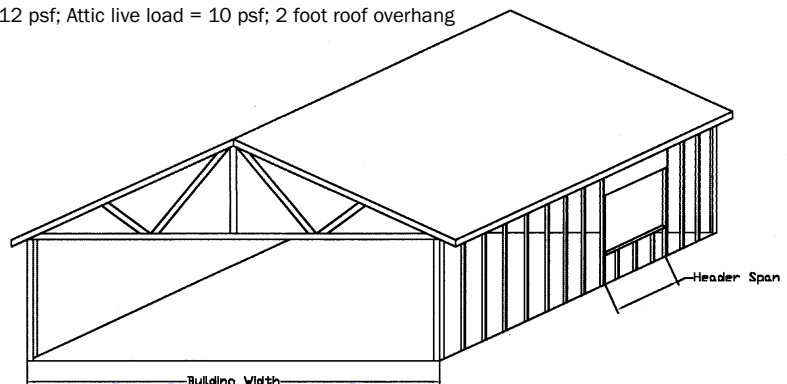 12 psf; Attic live load = 10 psf; 2 foot roof overhang
Header Span
Building Width